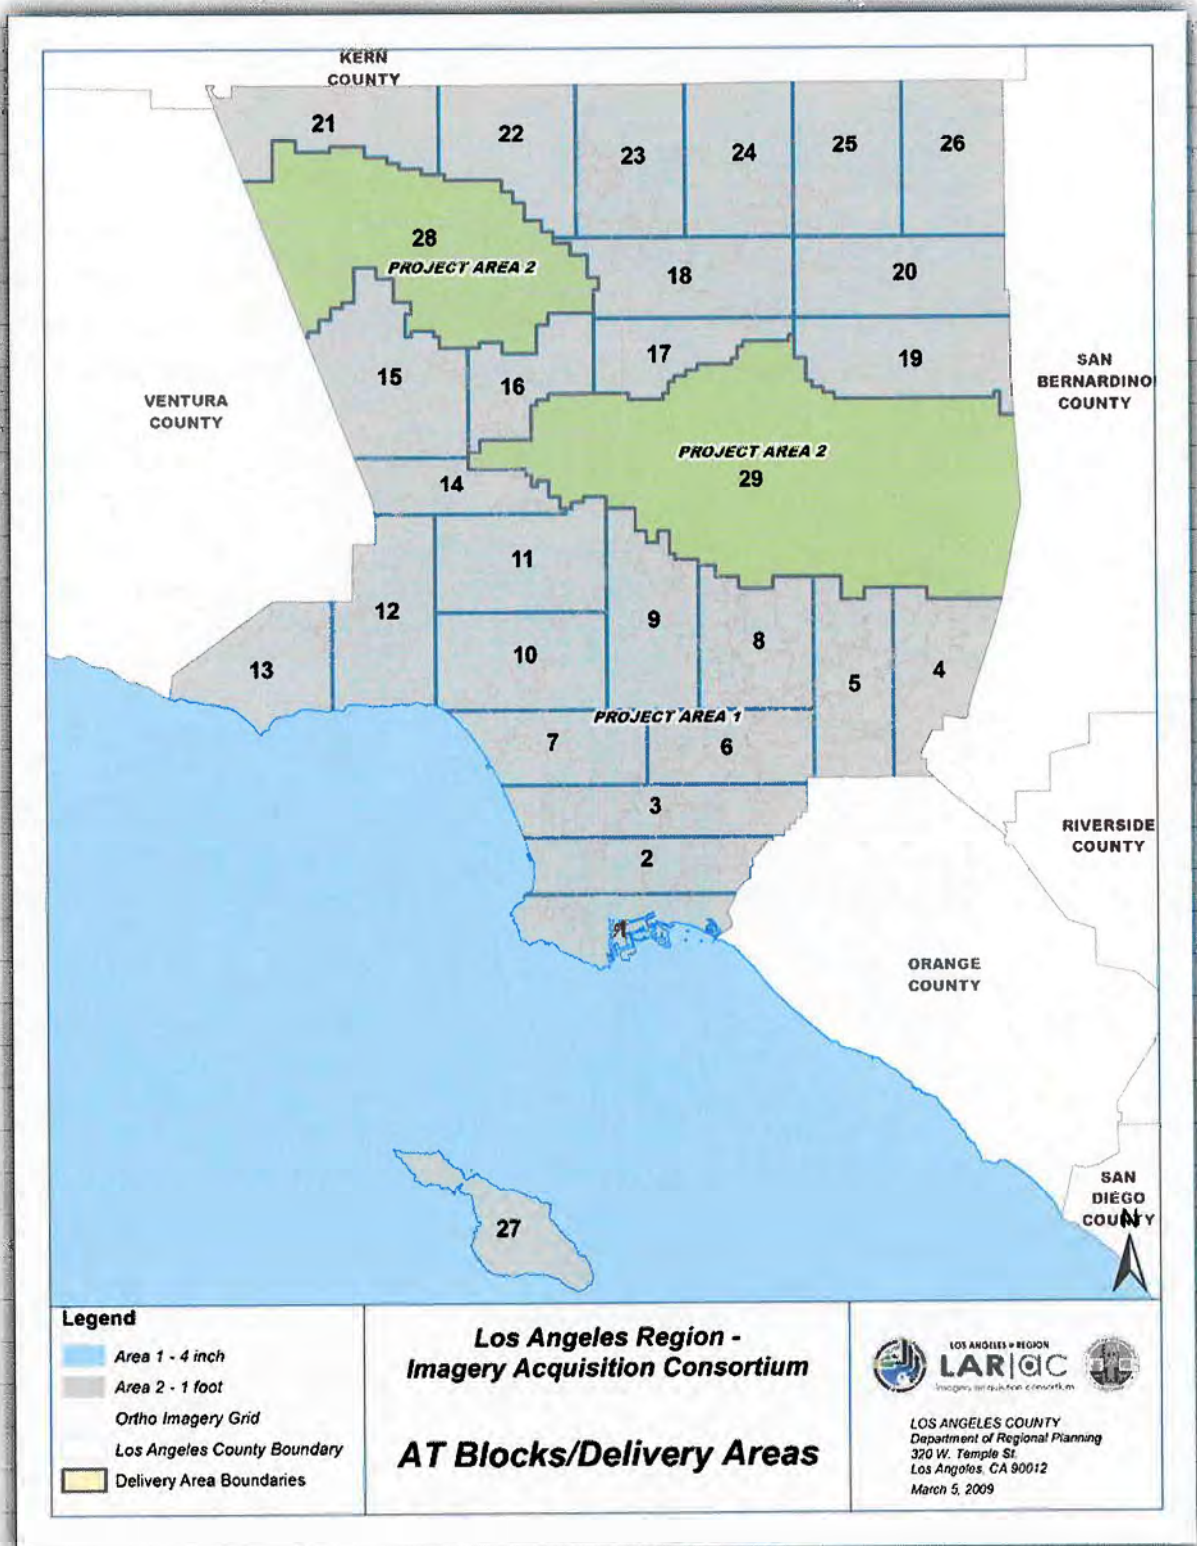 KERN
COUNTY
21
22
23
24
25
26
28
PROJECT AREA 2
18
20
17
19
15
16
SAN
BERNARDINO
COUNTY
VENTURA
COUNTY
PROJECT AREA 2
29
14
11
12
9
8
10
13
5
4
PROJECT AREA 1
7
6
3
RIVERSIDE
COUNTY
2
1
ORANGE
COUNTY
SAN
DIEGO
COUNTY
N
27
Legend
Area 1 - 4 inch
Area 2 - 1 foot
Ortho Imagery Grid
Los Angeles County Boundary
Delivery Area Boundaries
Los Angeles Region -
Imagery Acquisition Consortium
AT Blocks/Delivery Areas
LOS ANGELES REGION
LAR|aC
Imagery acquisition consortium
LOS ANGELES COUNTY
Department of Regional Planning
320 W. Temple St.
Los Angeles, CA 90012
March 5, 2009